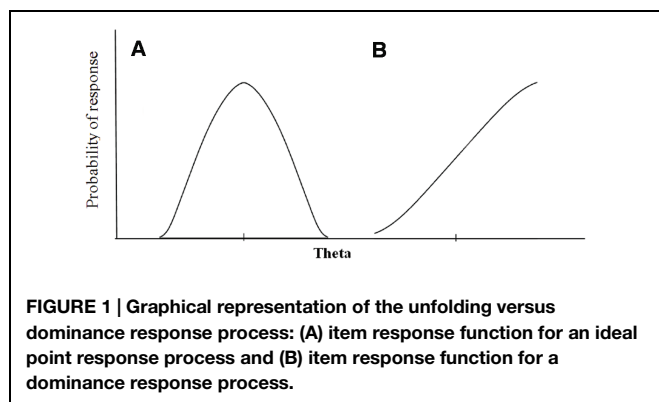 A
B
Probability of response
Theta
FIGURE 1 | Graphical representation of the unfolding versus
dominance response process: (A) item response function for an ideal
point response process and (B) item response function for a
dominance response process.